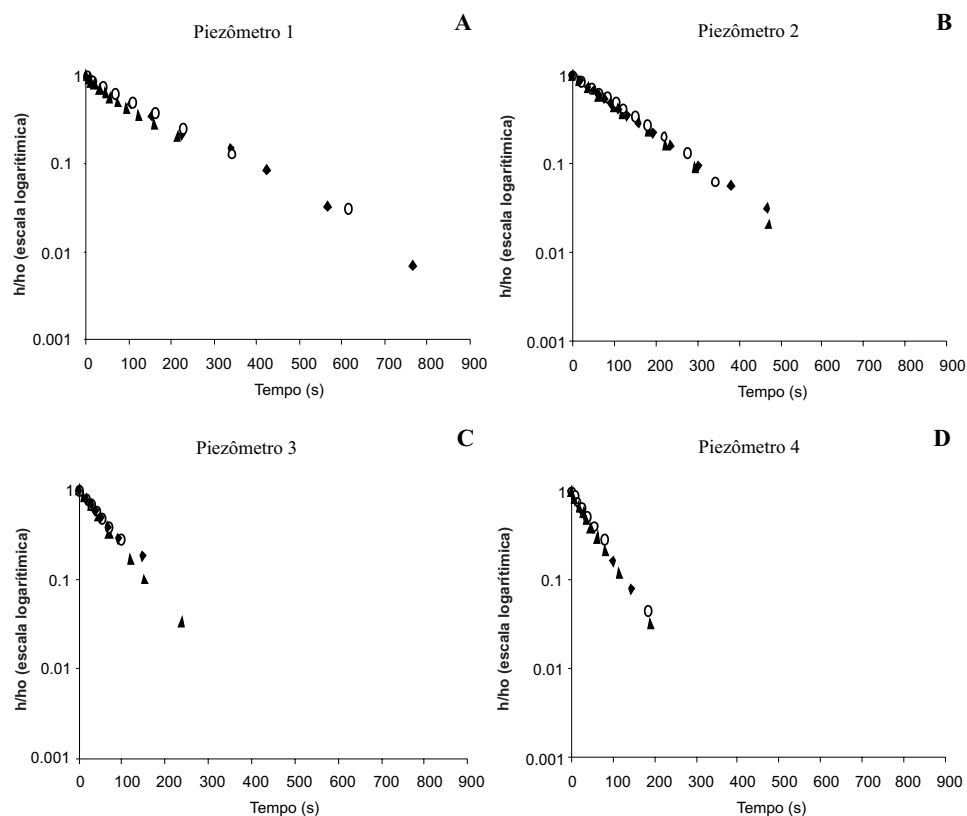 Piezômetro 1
A
1
0.1
0.01
0.001
h/ho (escala logarítimica)
0 100 200 300 400 500 600 700 800 900
Tempo (s)
Piezômetro 2
B
1
0.1
0.01
0.001
h/ho (escala logarítimica)
0 100 200 300 400 500 600 700 800 900
Tempo (s)
Piezômetro 3
C
1
0.1
0.01
0.001
h/ho (escala logarítimica)
0 100 200 300 400 500 600 700 800 900
Tempo (s)
Piezômetro 4
D
1
0.1
0.01
0.001
h/ho (escala logarítimica)
0 100 200 300 400 500 600 700 800 900
Tempo (s)